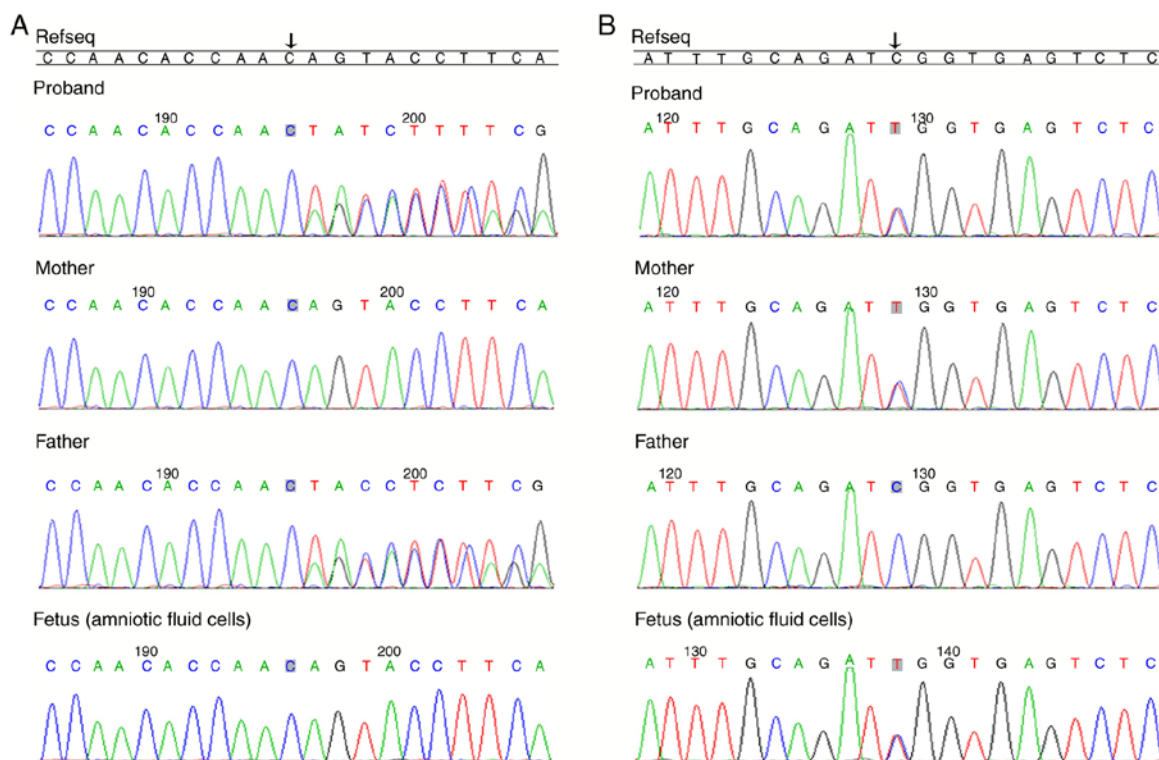 A
Refseq
C C A A C A C C A A C A G T A C C T T C A
Proband
190 200
C C A A C A C C A A C T A T C T T T T C G
Mother
190 200
C C A A C A C C A A C A G T A C C T T C A
Father
190 200
C C A A C A C C A A C T A C C T C T T C G
Fetus (amniotic fluid cells)
190 200
C C A A C A C C A A C A G T A C C T T C A
B
Refseq
A T T T G C A G A T C G G T G A G T C T C
Proband
120 130
A T T T G C A G A T T G G T G A G T C T C
Mother
120 130
A T T T G C A G A T T G G T G A G T C T C
Father
120 130
A T T T G C A G A T C G G T G A G T C T C
Fetus (amniotic fluid cells)
130 140
A T T T G C A G A T T G G T G A G T C T C